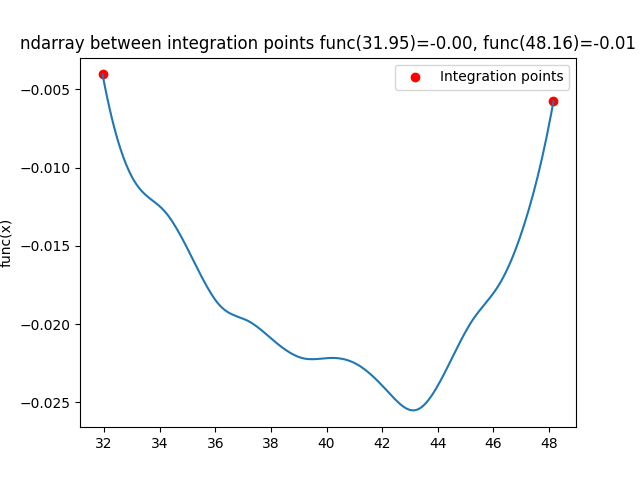 ndarray between integration points func(31.95)=-0.00, func(48.16)=-0.01
Integration points
func(x)
−0.005
−0.010
−0.015
−0.020
−0.025
32 34 36 38 40 42 44 46 48